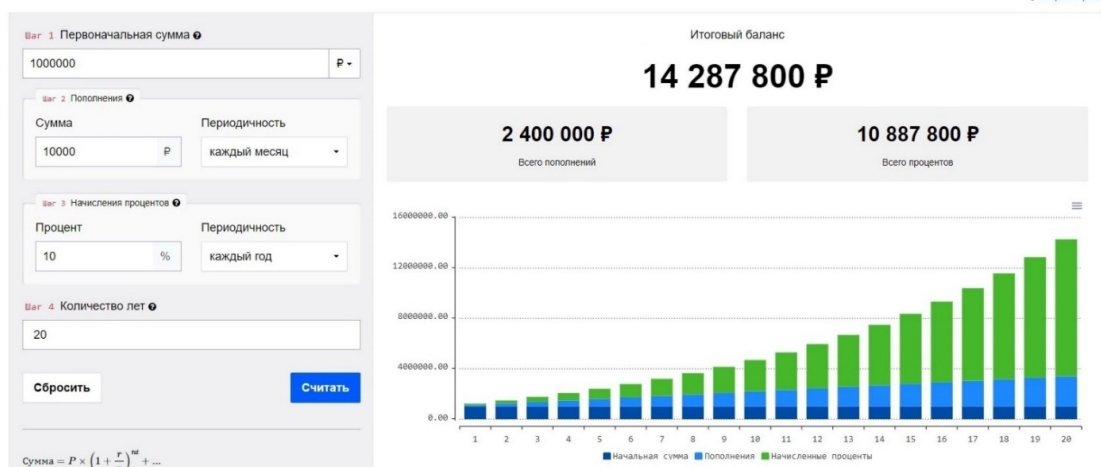 Шаг 1 Первоначальная сумма
1000000 ₽
Шаг 2 Пополнения
Сумма Периодичность
10000 ₽ каждый месяц
Шаг 3 Начисления процентов
Процент Периодичность
10 % каждый год
Шаг 4 Количество лет
20
Сбросить Считать
Сумма = P × (1 + r
)nt + ...
Итоговый баланс
14 287 800 ₽
2 400 000 ₽ 10 887 800 ₽
Всего пополнений Всего процентов
16000000.00
12000000.00
8000000.00
4000000.00
0.00
1 2 3 4 5 6 7 8 9 10 11 12 13 14 15 16 17 18 19 20
Начальная сумма Пополнения Начисленные проценты